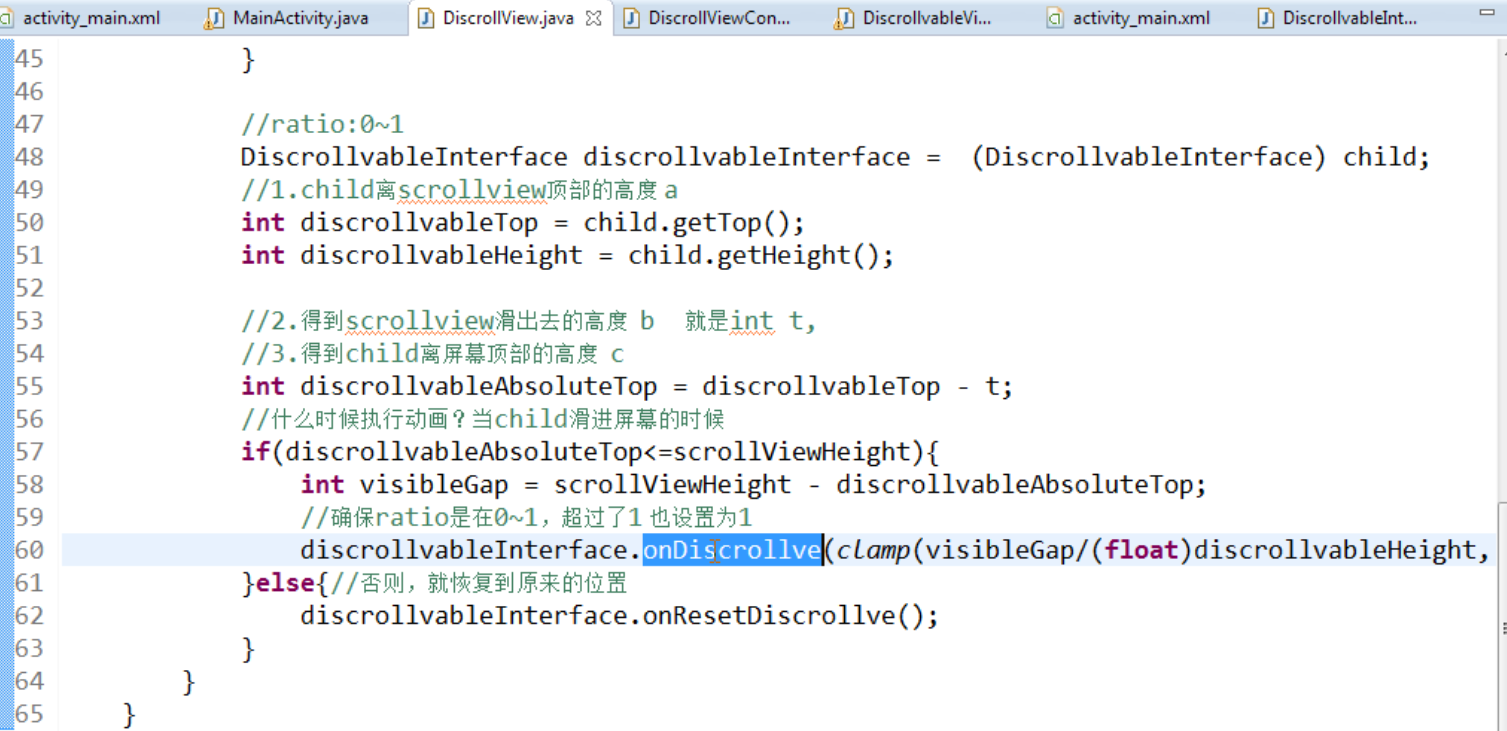 activity_main.xml MainActivity.java DiscrollView.java DiscrollViewCon... DiscrollvableVi... activity_main.xml DiscrollvableInt...
45 }
46
47 //ratio:0~1
48 DiscrollvableInterface discrollvableInterface = (DiscrollvableInterface) child;
49 //1.child离scrollview顶部的高度 a
50 int discrollvableTop = child.getTop();
51 int discrollvableHeight = child.getHeight();
52
53 //2.得到scrollview滑出去的高度 b 就是int t,
54 //3.得到child离屏幕顶部的高度 c
55 int discrollvableAbsoluteTop = discrollvableTop - t;
56 //什么时候执行动画？当child滑进屏幕的时候
57 if(discrollvableAbsoluteTop<=scrollViewHeight){
58 int visibleGap = scrollViewHeight - discrollvableAbsoluteTop;
59 //确保ratio是在0~1，超过了1 也设置为1
60 discrollvableInterface.onDiscrollve(clamp(visibleGap/(float)discrollvableHeight,
61 }else{//否则，就恢复到原来的位置
62 discrollvableInterface.onResetDiscrollve();
63 }
64 }
65 }